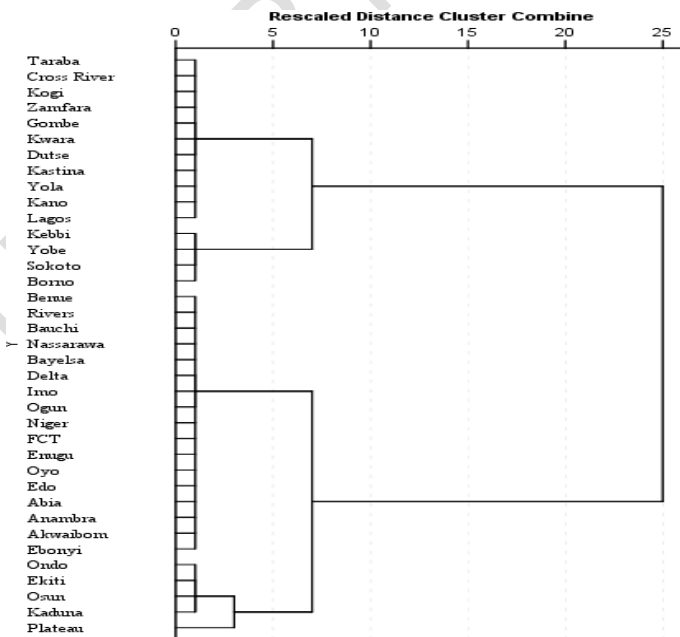 Rescaled Distance Cluster Combine
0 5 10 15 20 25
Taraba
Cross River
Kogi
Zamfara
Gombe
Kwara
Dutse
Kastina
Yola
Kano
Lagos
Kebbi
Yobe
Sokoto
Borno
Benue
Rivers
Bauchi
Y
Nassarawa
Bayelsa
Delta
Imo
Ogun
Niger
FCT
Enugu
Oyo
Edo
Abia
Anambra
Akwaibom
Ebonyi
Ondo
Ekiti
Osun
Kaduna
Plateau